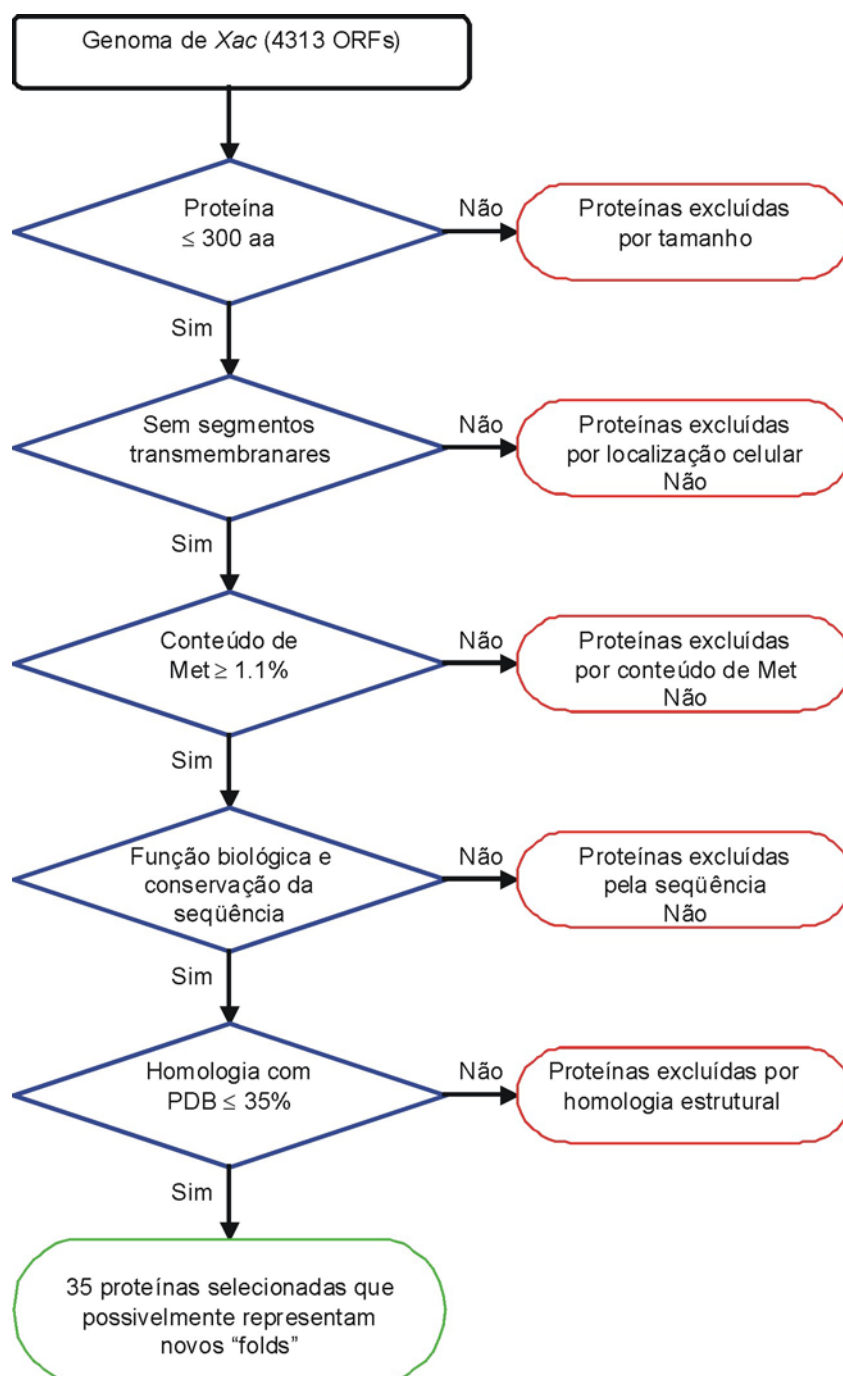 Genoma de Xac (4313 ORFs)
Proteína
≤ 300 aa
Não
Proteínas excluídas
por tamanho
Sim
Sem segmentos
transmembranares
Não
Proteínas excluídas
por localização celular
Não
Sim
Conteúdo de
Met ≥ 1.1%
Não
Proteínas excluídas
por conteúdo de Met
Não
Sim
Função biológica e
conservação da
seqüência
Não
Proteínas excluídas
pela seqüência
Não
Sim
Homologia com
PDB ≤ 35%
Não
Proteínas excluídas por
homologia estrutural
Sim
35 proteínas selecionadas que
possivelmente representam
novos “folds”